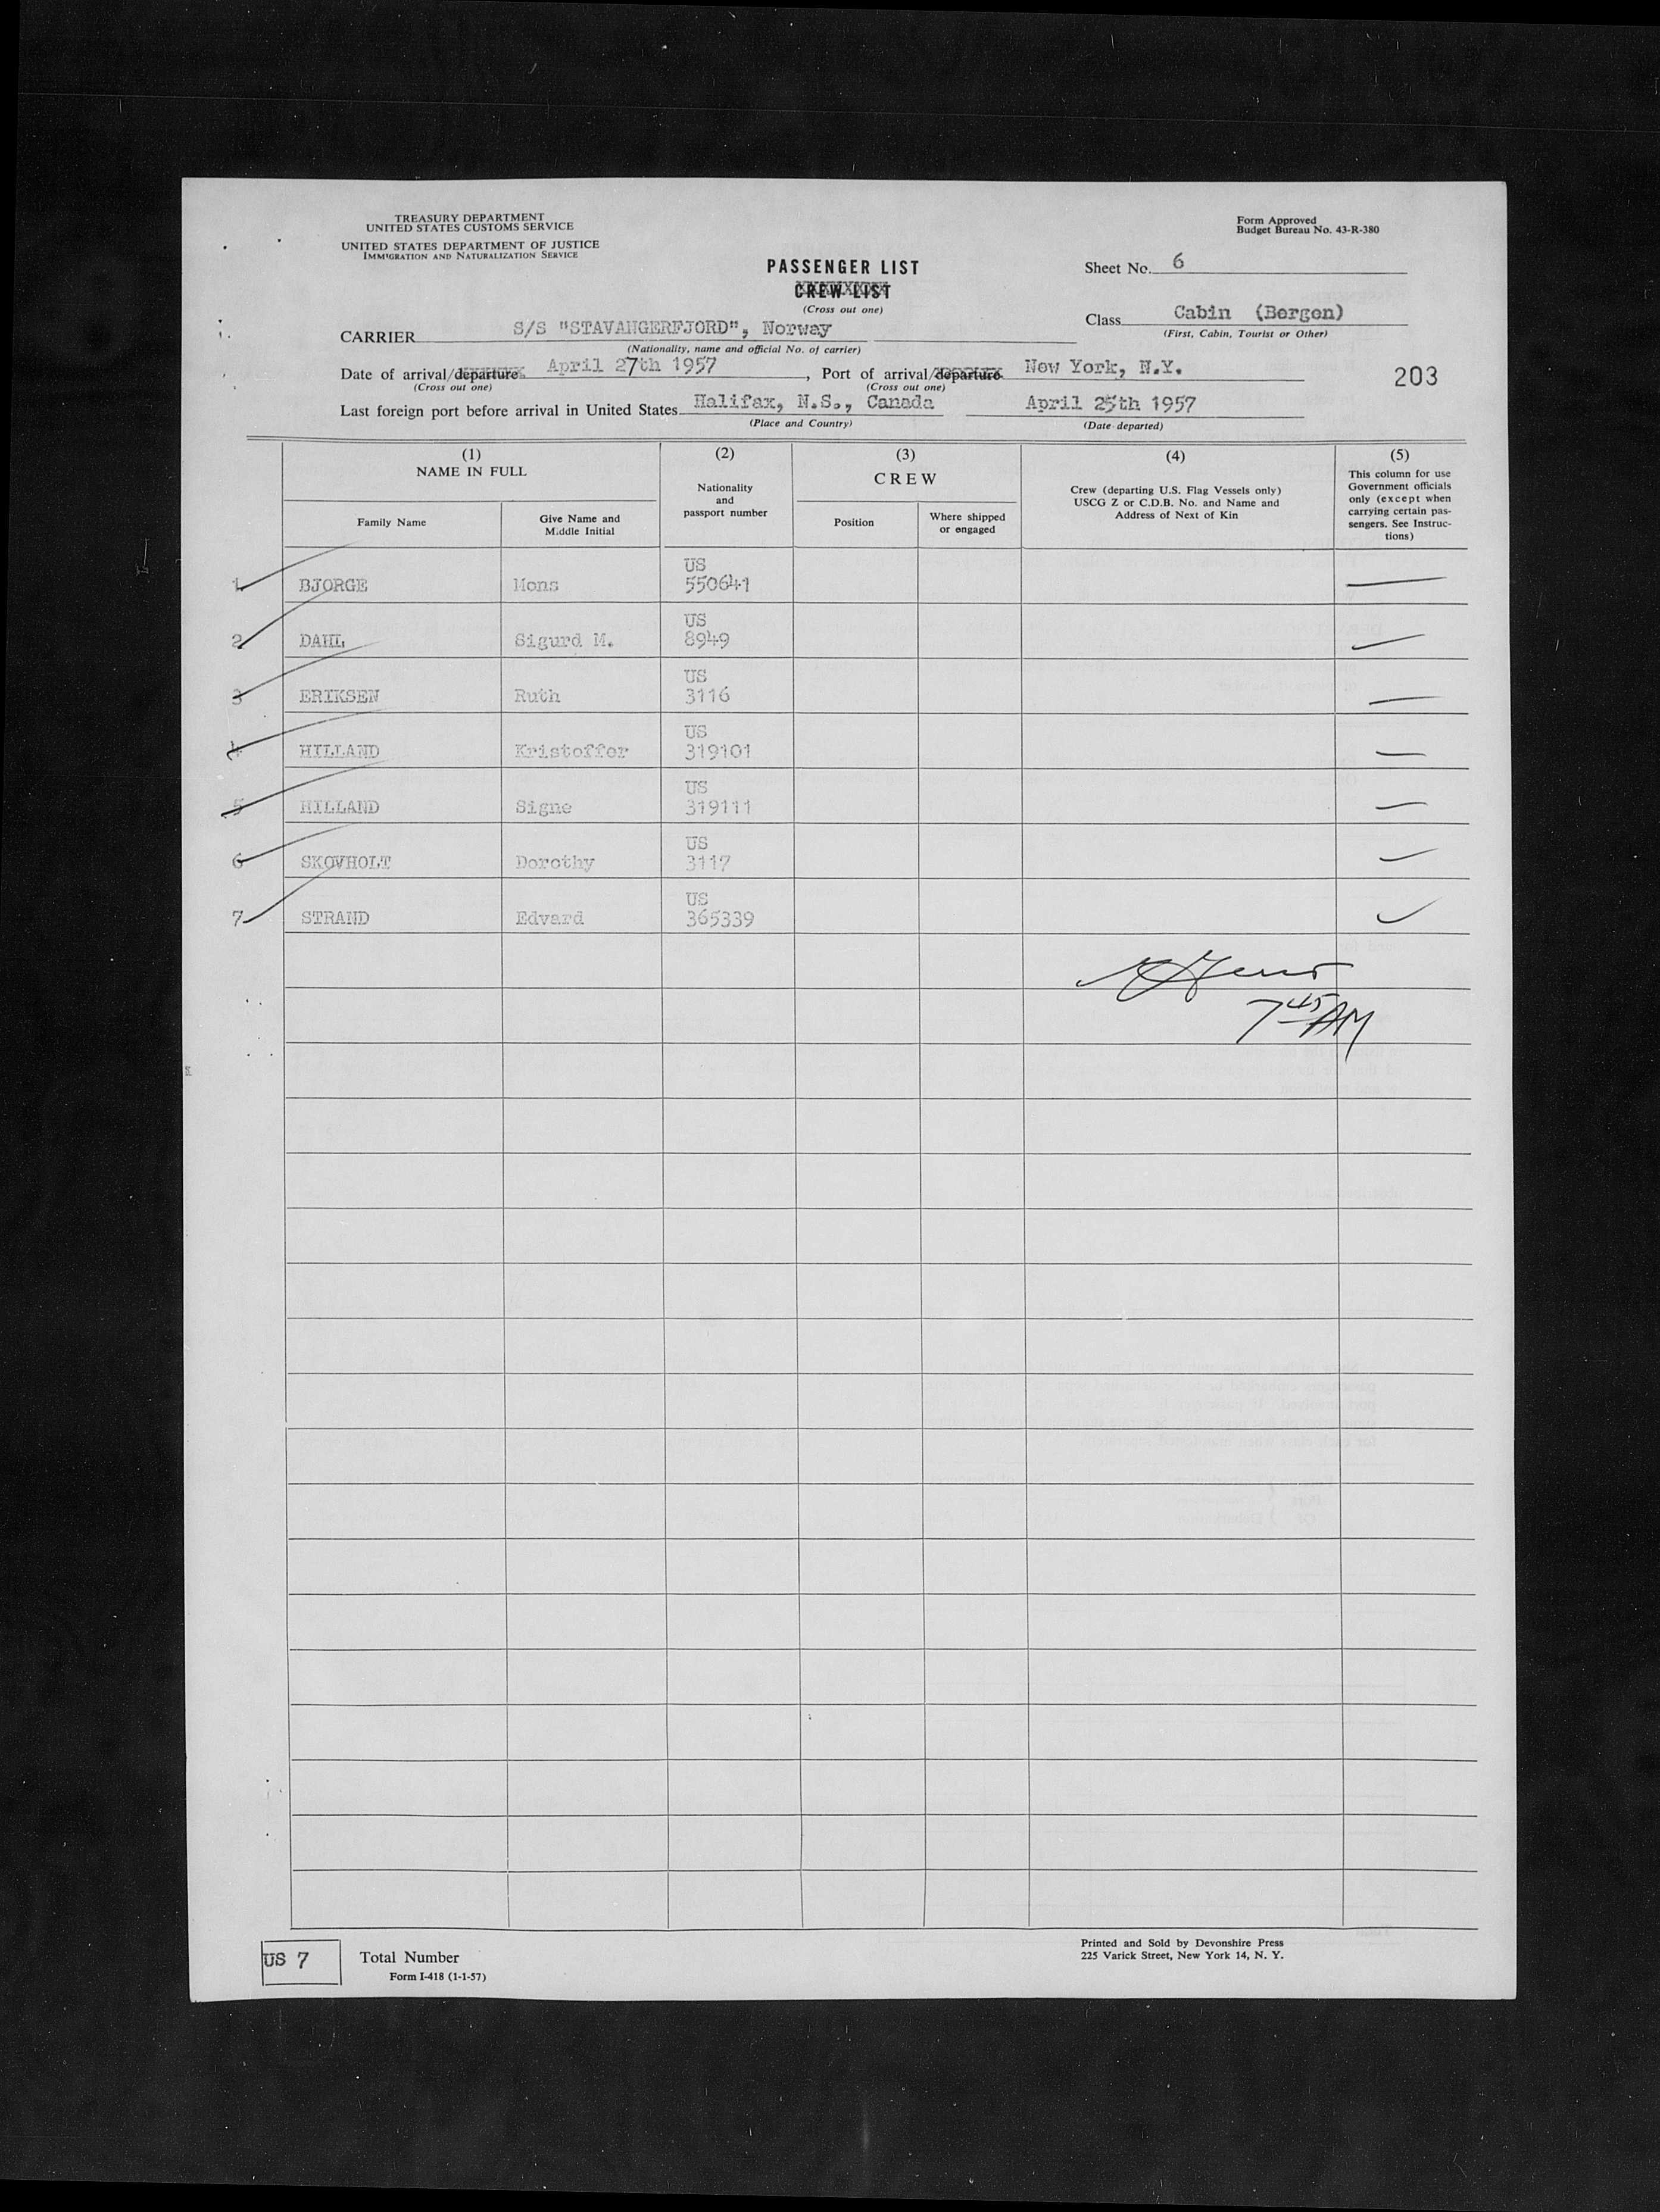 TREASURY DEPARTMENT
UNITED STATES CUSTOMS SERVICE
UNITED STATES DEPARTMENT OF JUSTICE
IMMIGRATION AND NATURALIZATION SERVICE
Form Approved
Budget Bureau No. 43-R-380
PASSENGER LIST
CREW LIST
(Cross out one)
Sheet No. 6
Class Cabin (Bergen)
(First, Cabin, Tourist or Other)
CARRIER S/S "STAVANGERFJORD", Norway
(Nationality, name and official No. of carrier)
Date of arrival/departure April 27th 1957, Port of arrival/departure New York, N.Y.
(Cross out one) (Cross out one)
203
Last foreign port before arrival in United States Halifax, N.S., Canada April 25th 1957
(Place and Country) (Date departed)
(1) (2) (3) (4) (5)
NAME IN FULL
Family Name
Give Name and
Middle Initial
Nationality
and
passport number
CREW
Position
Where shipped
or engaged
Crew (departing U.S. Flag Vessels only)
USCG Z or C.D.B. No. and Name and
Address of Next of Kin
This column for use
Government officials
only (except when
carrying certain pas-
sengers. See Instruc-
tions)
1 BJORGE Mons US 550641
2 DAHL Sigurd M. US 8949
3 ERIKSEN Ruth US 3116
4 HILLAND Kristoffer US 319101
5 HILLAND Signe US 319111
6 SKOVHOLT Dorothy US 3117
7 STRAND Edvard US 365339
7 45 AM
US 7 Total Number
Form I-418 (1-1-57)
Printed and Sold by Devonshire Press
225 Varick Street, New York 14, N. Y.